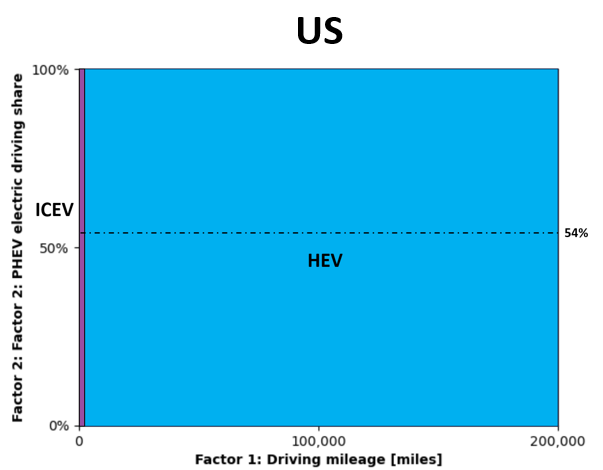 US
100%
ICEV
54%
50%
HEV
0%
0
100,000
200,000
Factor 1: Driving mileage [miles]
Factor 2: Factor 2: PHEV electric driving share